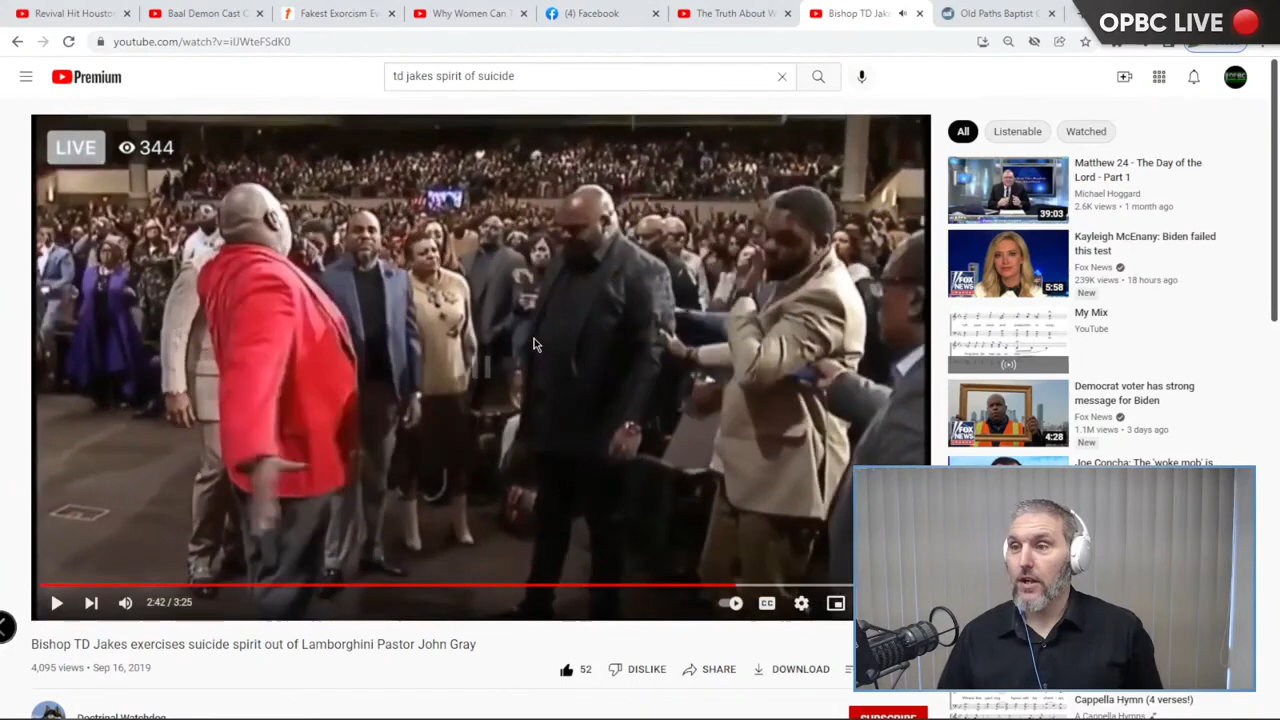 Revival Hit Houston
Baal Demon Cast O
Fakest Exorcism Ev
Why Women Can'
(4) Facebook
The Truth About W
Bishop TD Jake
Old Paths Baptist C
OPBC LIVE
youtube.com/watch?v=iUWteFSdK0
Premium
td jakes spirit of suicide
LIVE 344
All
Listenable
Watched
Matthew 24 - The Day of the
Lord - Part 1
Michael Hoggard
2.6K views • 1 month ago
39:03
Kayleigh McEnany: Biden failed
this test
Fox News
239K views • 18 hours ago
New
5:58
My Mix
YouTube
Democrat voter has strong
message for Biden
Fox News
1.1M views • 3 days ago
New
4:28
Joe Concha: The 'woke mob' is
2:42 / 3:25
CC
Bishop TD Jakes exercises suicide spirit out of Lamborghini Pastor John Gray
4,095 views • Sep 16, 2019
52
DISLIKE
SHARE
DOWNLOAD
Doctrinal Watchdog
SUBSCRIBE
Cappella Hymn (4 verses!)
A Cappella Hymns